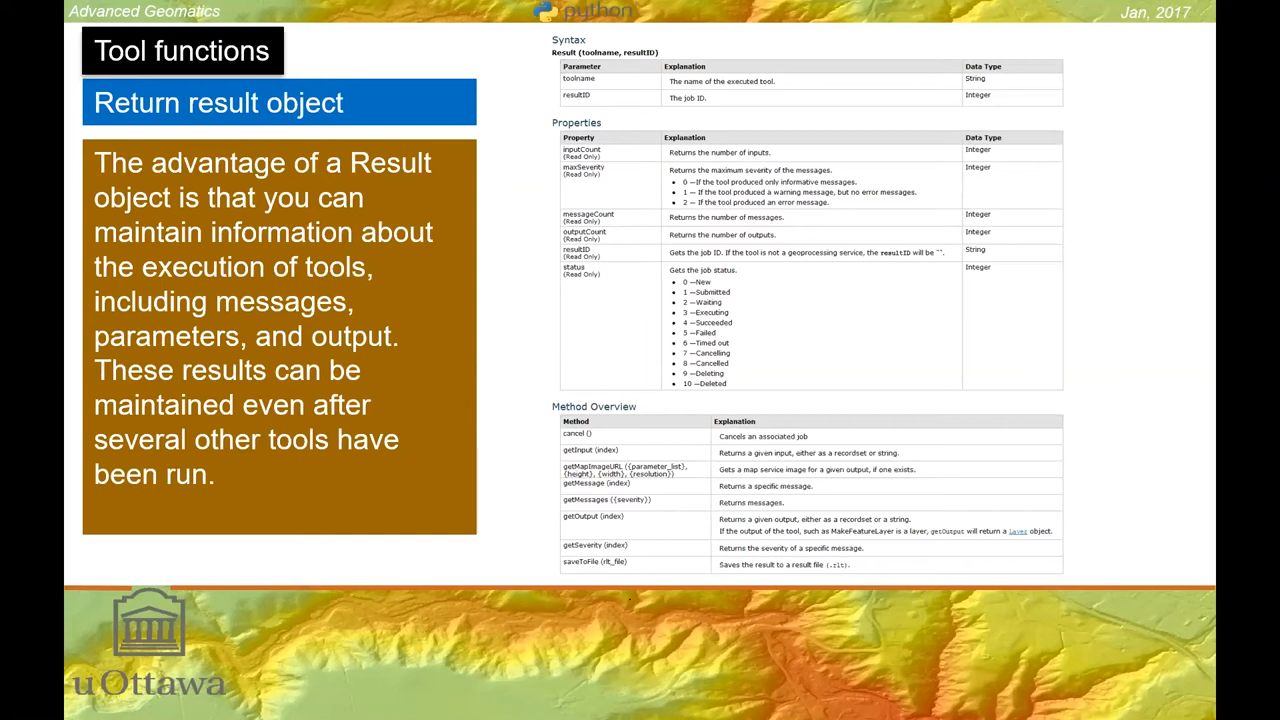 Advanced Geomatics
python
Jan, 2017
Tool functions
Return result object
The advantage of a Result
object is that you can
maintain information about
the execution of tools,
including messages,
parameters, and output.
These results can be
maintained even after
several other tools have
been run.
Syntax
Result (toolname, resultID)
Parameter Explanation Data Type
toolname The name of the executed tool. String
resultID The job ID. Integer
Properties
Property Explanation Data Type
inputCount Returns the number of inputs. Integer
(Read Only)
maxSeverity Returns the maximum severity of the messages. Integer
(Read Only)
• 0 —If the tool produced only informative messages.
• 1 — If the tool produced a warning message, but no error messages.
• 2 — If the tool produced an error message.
messageCount Returns the number of messages. Integer
(Read Only)
outputCount Returns the number of outputs. Integer
(Read Only)
resultID Gets the job ID. If the tool is not a geoprocessing service, the resultID will be "". String
(Read Only)
status Gets the job status. Integer
(Read Only)
• 0 —New
• 1 —Submitted
• 2 —Waiting
• 3 —Executing
• 4 —Succeeded
• 5 —Failed
• 6 —Timed out
• 7 —Cancelling
• 8 —Cancelled
• 9 —Deleting
• 10 —Deleted
Method Overview
Method Explanation
cancel () Cancels an associated job
getInput (index) Returns a given input, either as a recordset or string.
getMapImageURL ({parameter_list}, Gets a map service image for a given output, if one exists.
{height}, {width}, {resolution})
getMessage (index) Returns a specific message.
getMessages ({severity}) Returns messages.
getOutput (index) Returns a given output, either as a recordset or a string.
If the output of the tool, such as MakeFeatureLayer is a layer, getOutput will return a Layer object.
getSeverity (index) Returns the severity of a specific message.
saveToFile (rlt_file) Saves the result to a result file (.rlt).
uOttawa